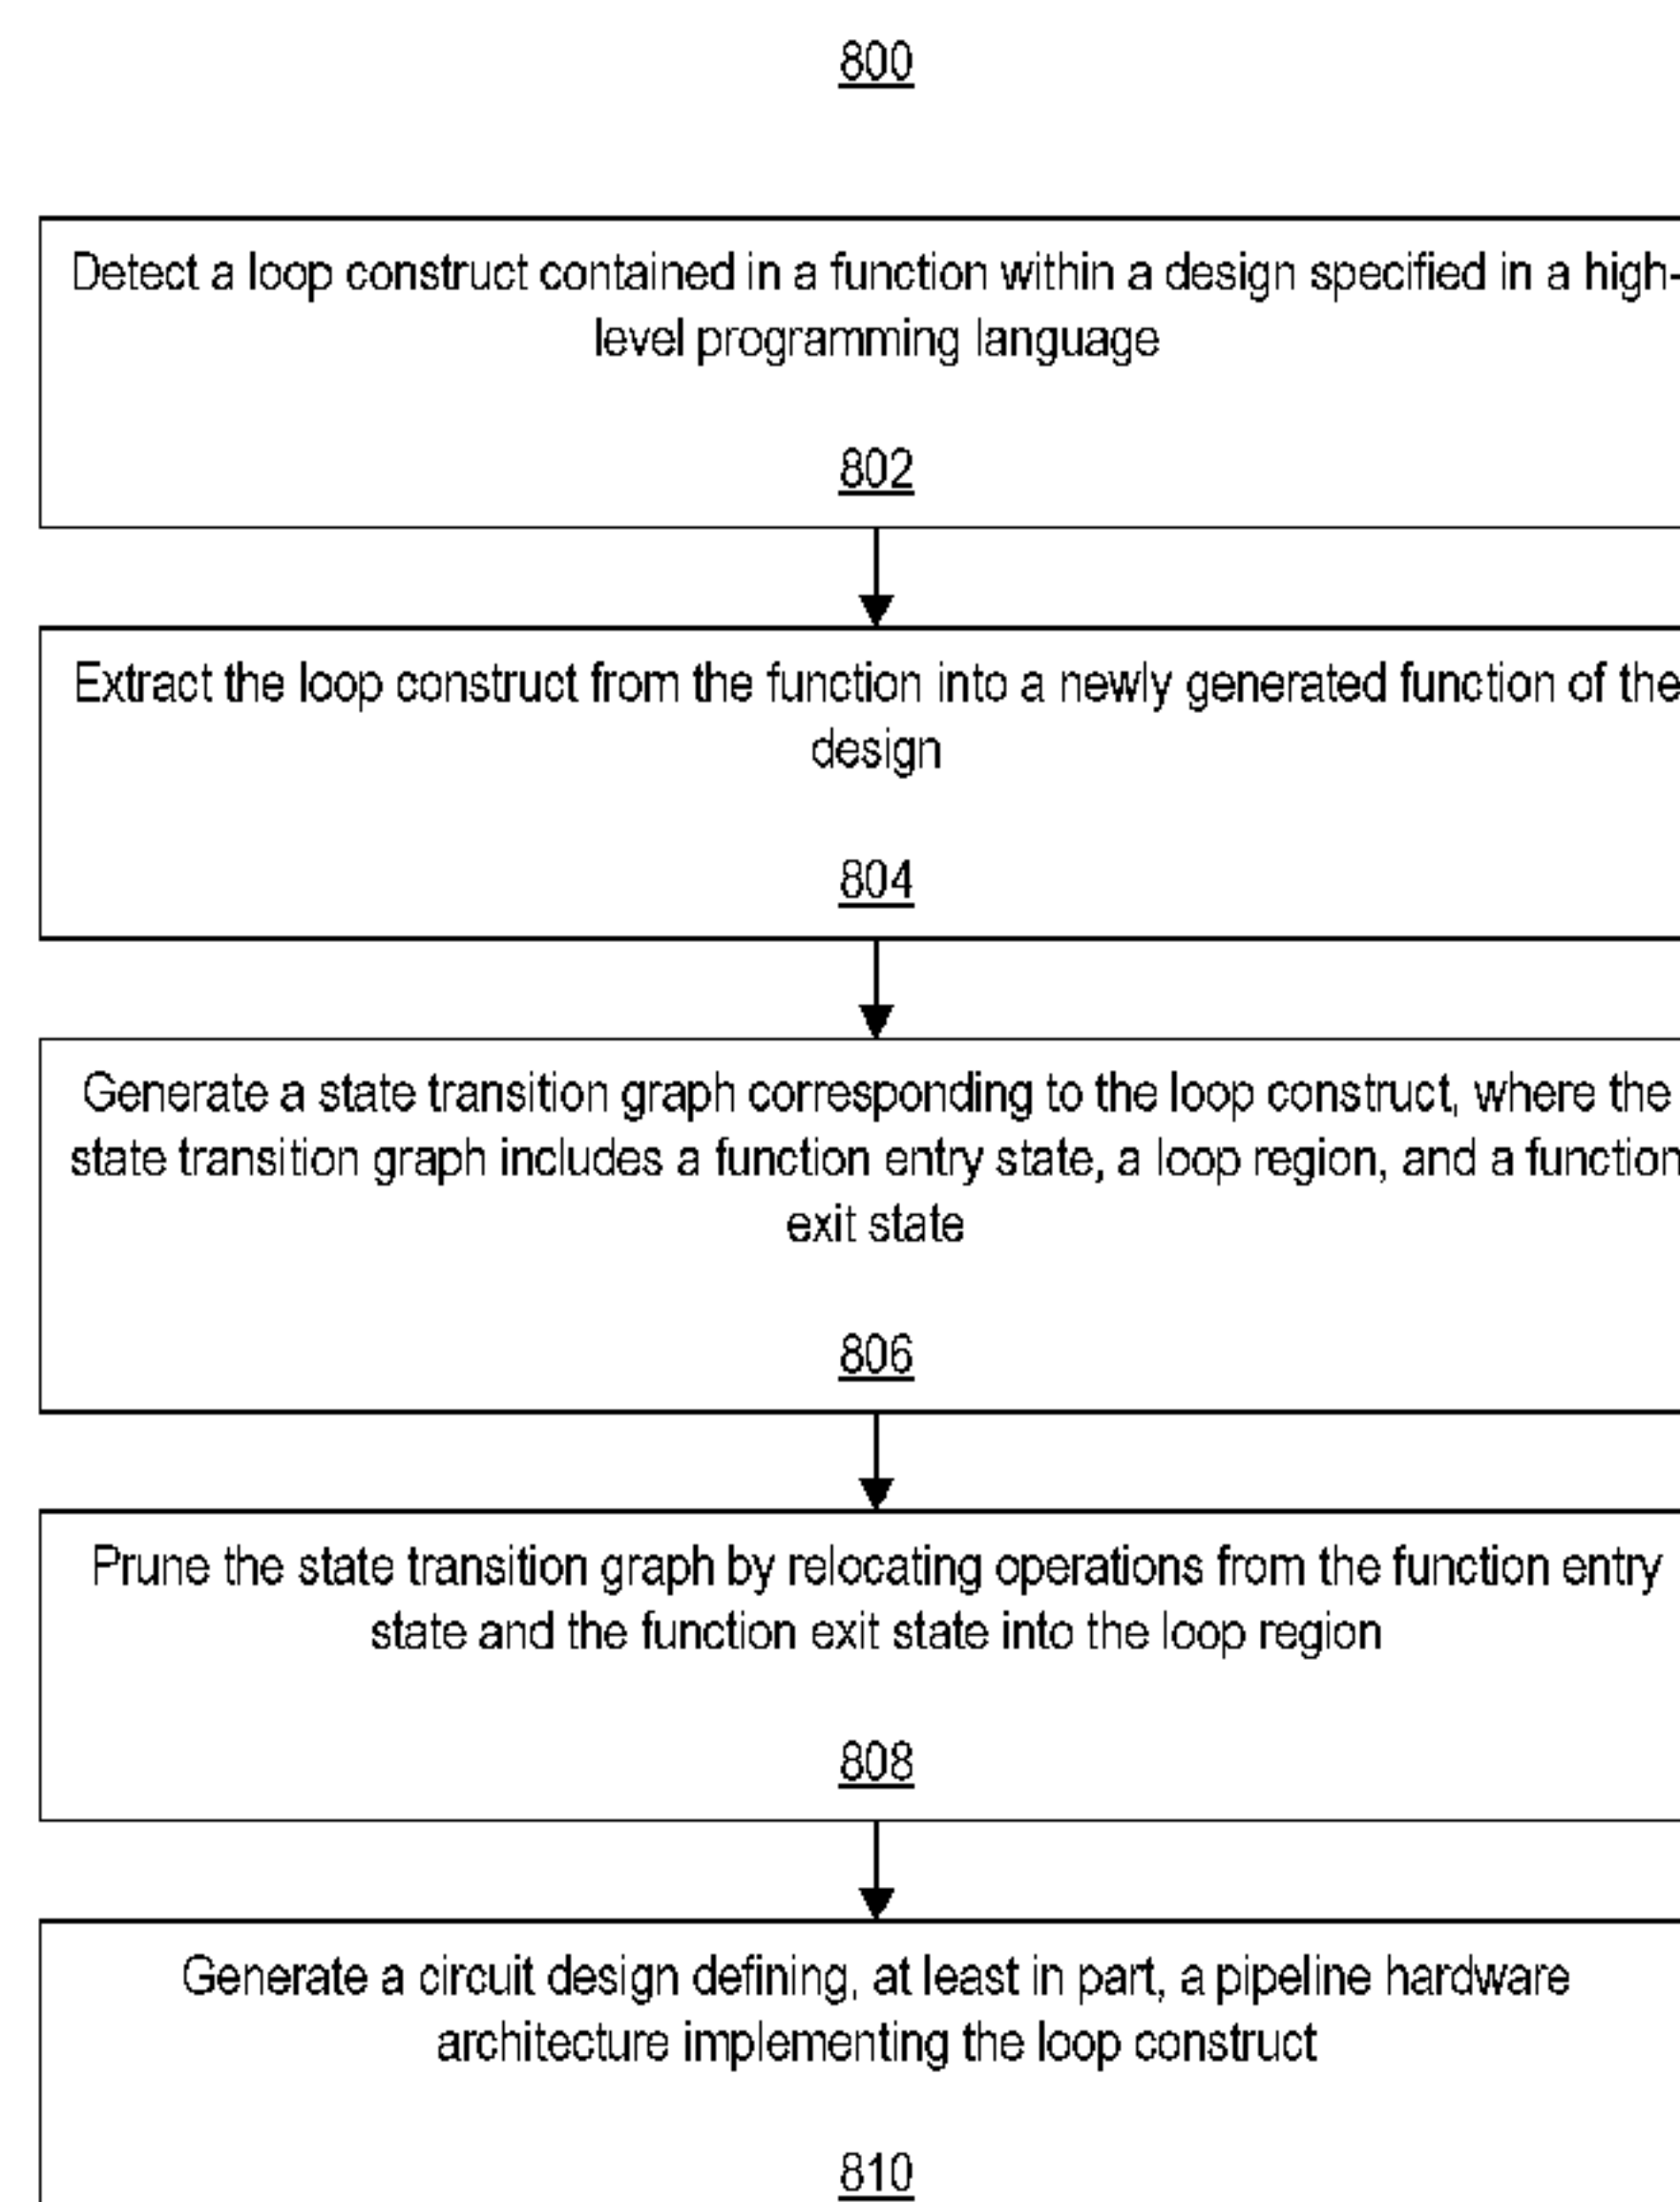 800
Detect a loop construct contained in a function within a design specified in a high-
level programming language
802
Extract the loop construct from the function into a newly generated function of the
design
804
Generate a state transition graph corresponding to the loop construct, where the
state transition graph includes a function entry state, a loop region, and a function
exit state
806
Prune the state transition graph by relocating operations from the function entry
state and the function exit state into the loop region
808
Generate a circuit design defining, at least in part, a pipeline hardware
architecture implementing the loop construct
810